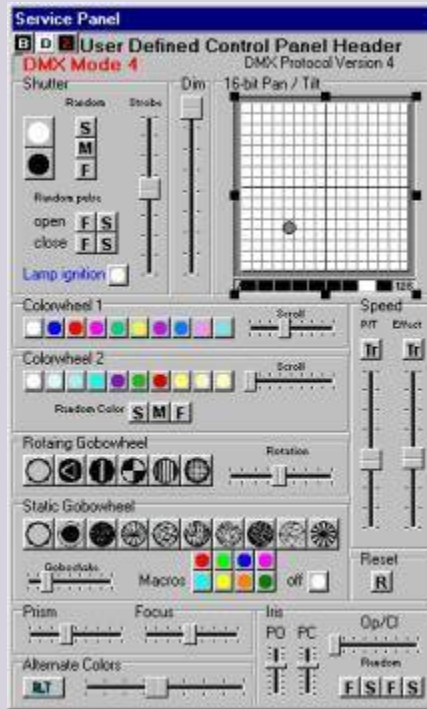 Service Panel
B D Z User Defined Control Panel Header
DMX Mode 4 DMX Protocol Version 4
Shutter Dim 16-bit Pan / Tilt
Random Strobe
S
M
F
Random pulse
open F S
close F S
Lamp ignition
128
Colorwheel 1 Speed
Scroll P/T Effect
Tr Tr
Colorwheel 2
Scroll
Random Color S M F
Rotaing Gobowheel
Rotation
Static Gobowheel
Goboshake Macros off
Reset
R
Prism Focus Iris
PO PC Op/Cl
Alternate Colors Random
ALT F S F S